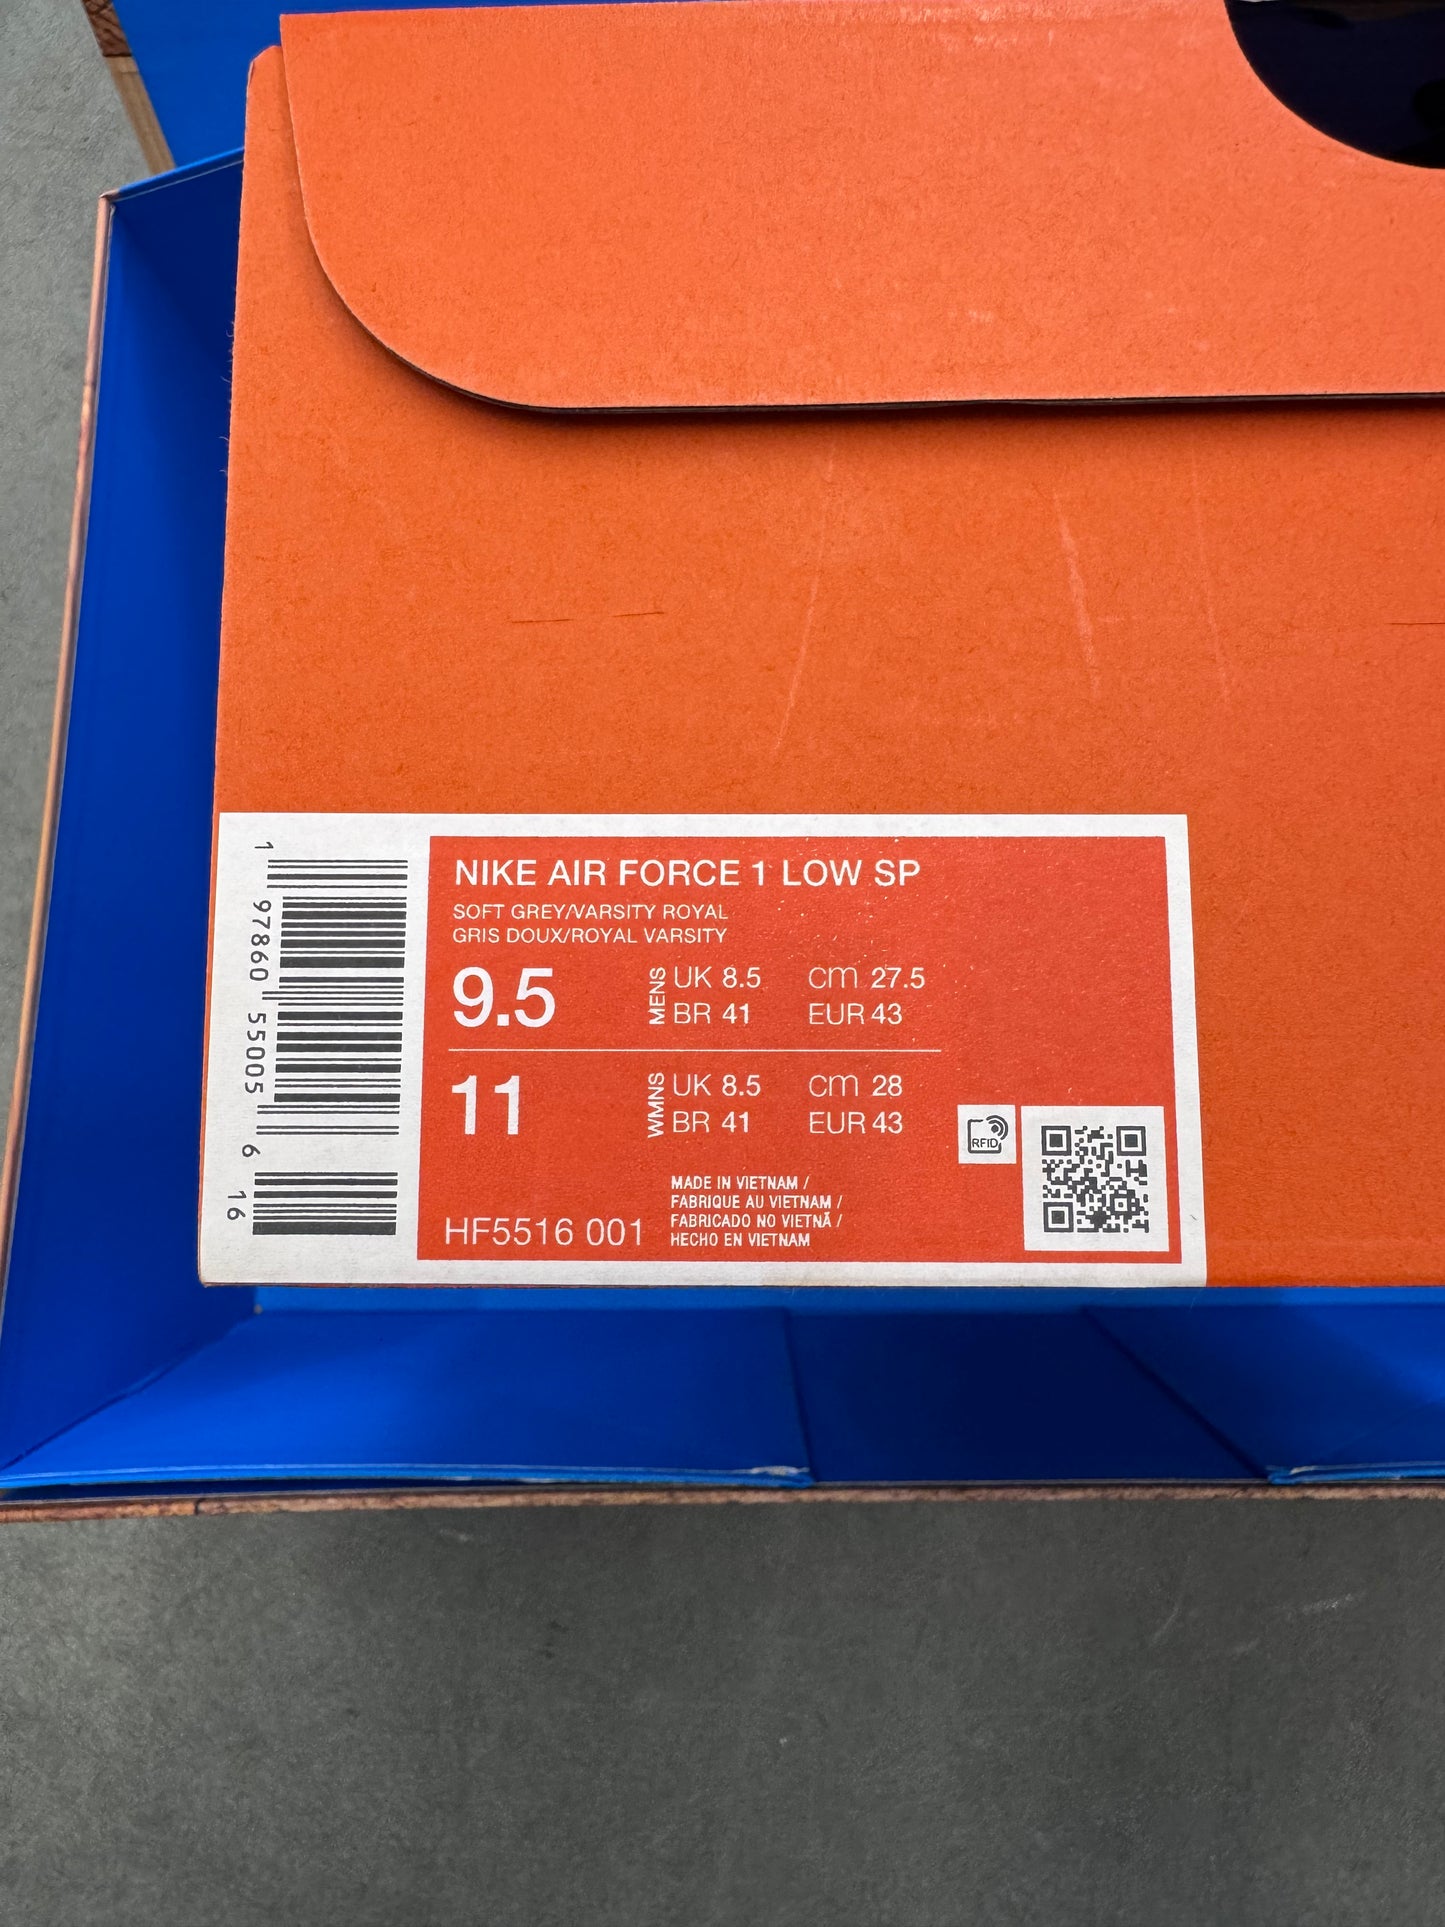 1
97860
55005
6
16
NIKE AIR FORCE 1 LOW SP
SOFT GREY/VARSITY ROYAL
GRIS DOUX/ROYAL VARSITY
9.5
MENS
UK 8.5 cm 27.5
BR 41 EUR 43
11
WMNS
UK 8.5 cm 28
BR 41 EUR 43
RFID
HF5516 001
MADE IN VIETNAM /
FABRIQUE AU VIETNAM /
FABRICADO NO VIETNÃ /
HECHO EN VIETNAM